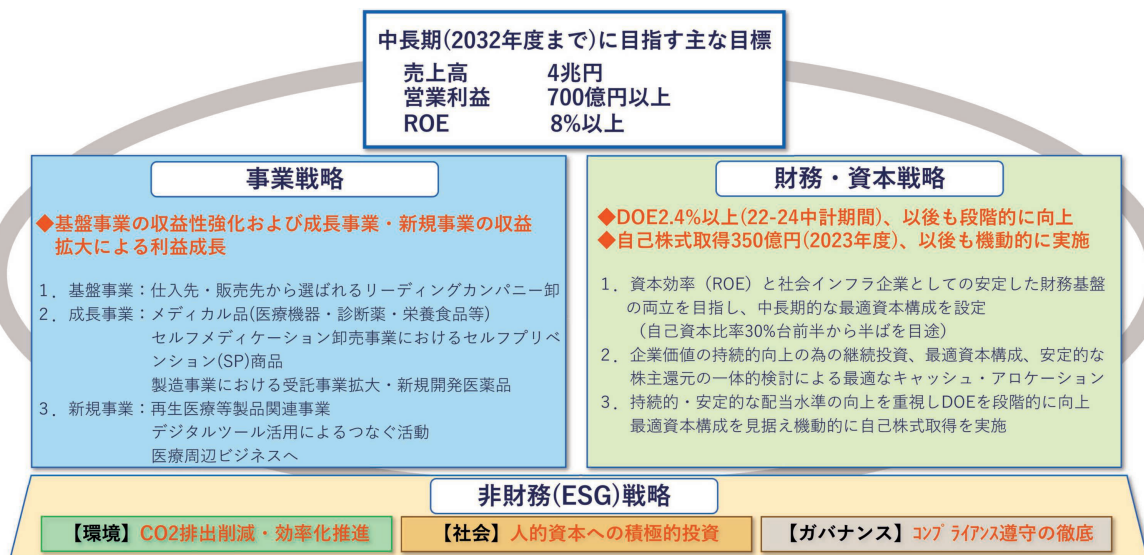 中長期(2032年度まで)に目指す主な目標
売上高 4兆円
営業利益 700億円以上
ROE 8%以上
事業戦略
◆基盤事業の収益性強化および成長事業・新規事業の収益
拡大による利益成長
1．基盤事業：仕入先・販売先から選ばれるリーディングカンパニー卸
2．成長事業：メディカル品(医療機器・診断薬・栄養食品等)
セルフメディケーション卸売事業におけるセルフプリベ
ンション(SP)商品
製造事業における受託事業拡大・新規開発医薬品
3．新規事業：再生医療等製品関連事業
デジタルツール活用によるつなぐ活動
医療周辺ビジネスへ
財務・資本戦略
◆DOE2.4%以上(22-24中計期間)、以後も段階的に向上
◆自己株式取得350億円(2023年度)、以後も機動的に実施
1．資本効率（ROE）と社会インフラ企業としての安定した財務基盤
の両立を目指し、中長期的な最適資本構成を設定
（自己資本比率30%台前半から半ばを目途）
2．企業価値の持続的向上の為の継続投資、最適資本構成、安定的な
株主還元の一体的検討による最適なキャッシュ・アロケーション
3．持続的・安定的な配当水準の向上を重視しDOEを段階的に向上
最適資本構成を見据え機動的に自己株式取得を実施
非財務(ESG)戦略
【環境】CO2排出削減・効率化推進
【社会】人的資本への積極的投資
【ガバナンス】ｺﾝﾌﾟﾗｲｱﾝｽ遵守の徹底